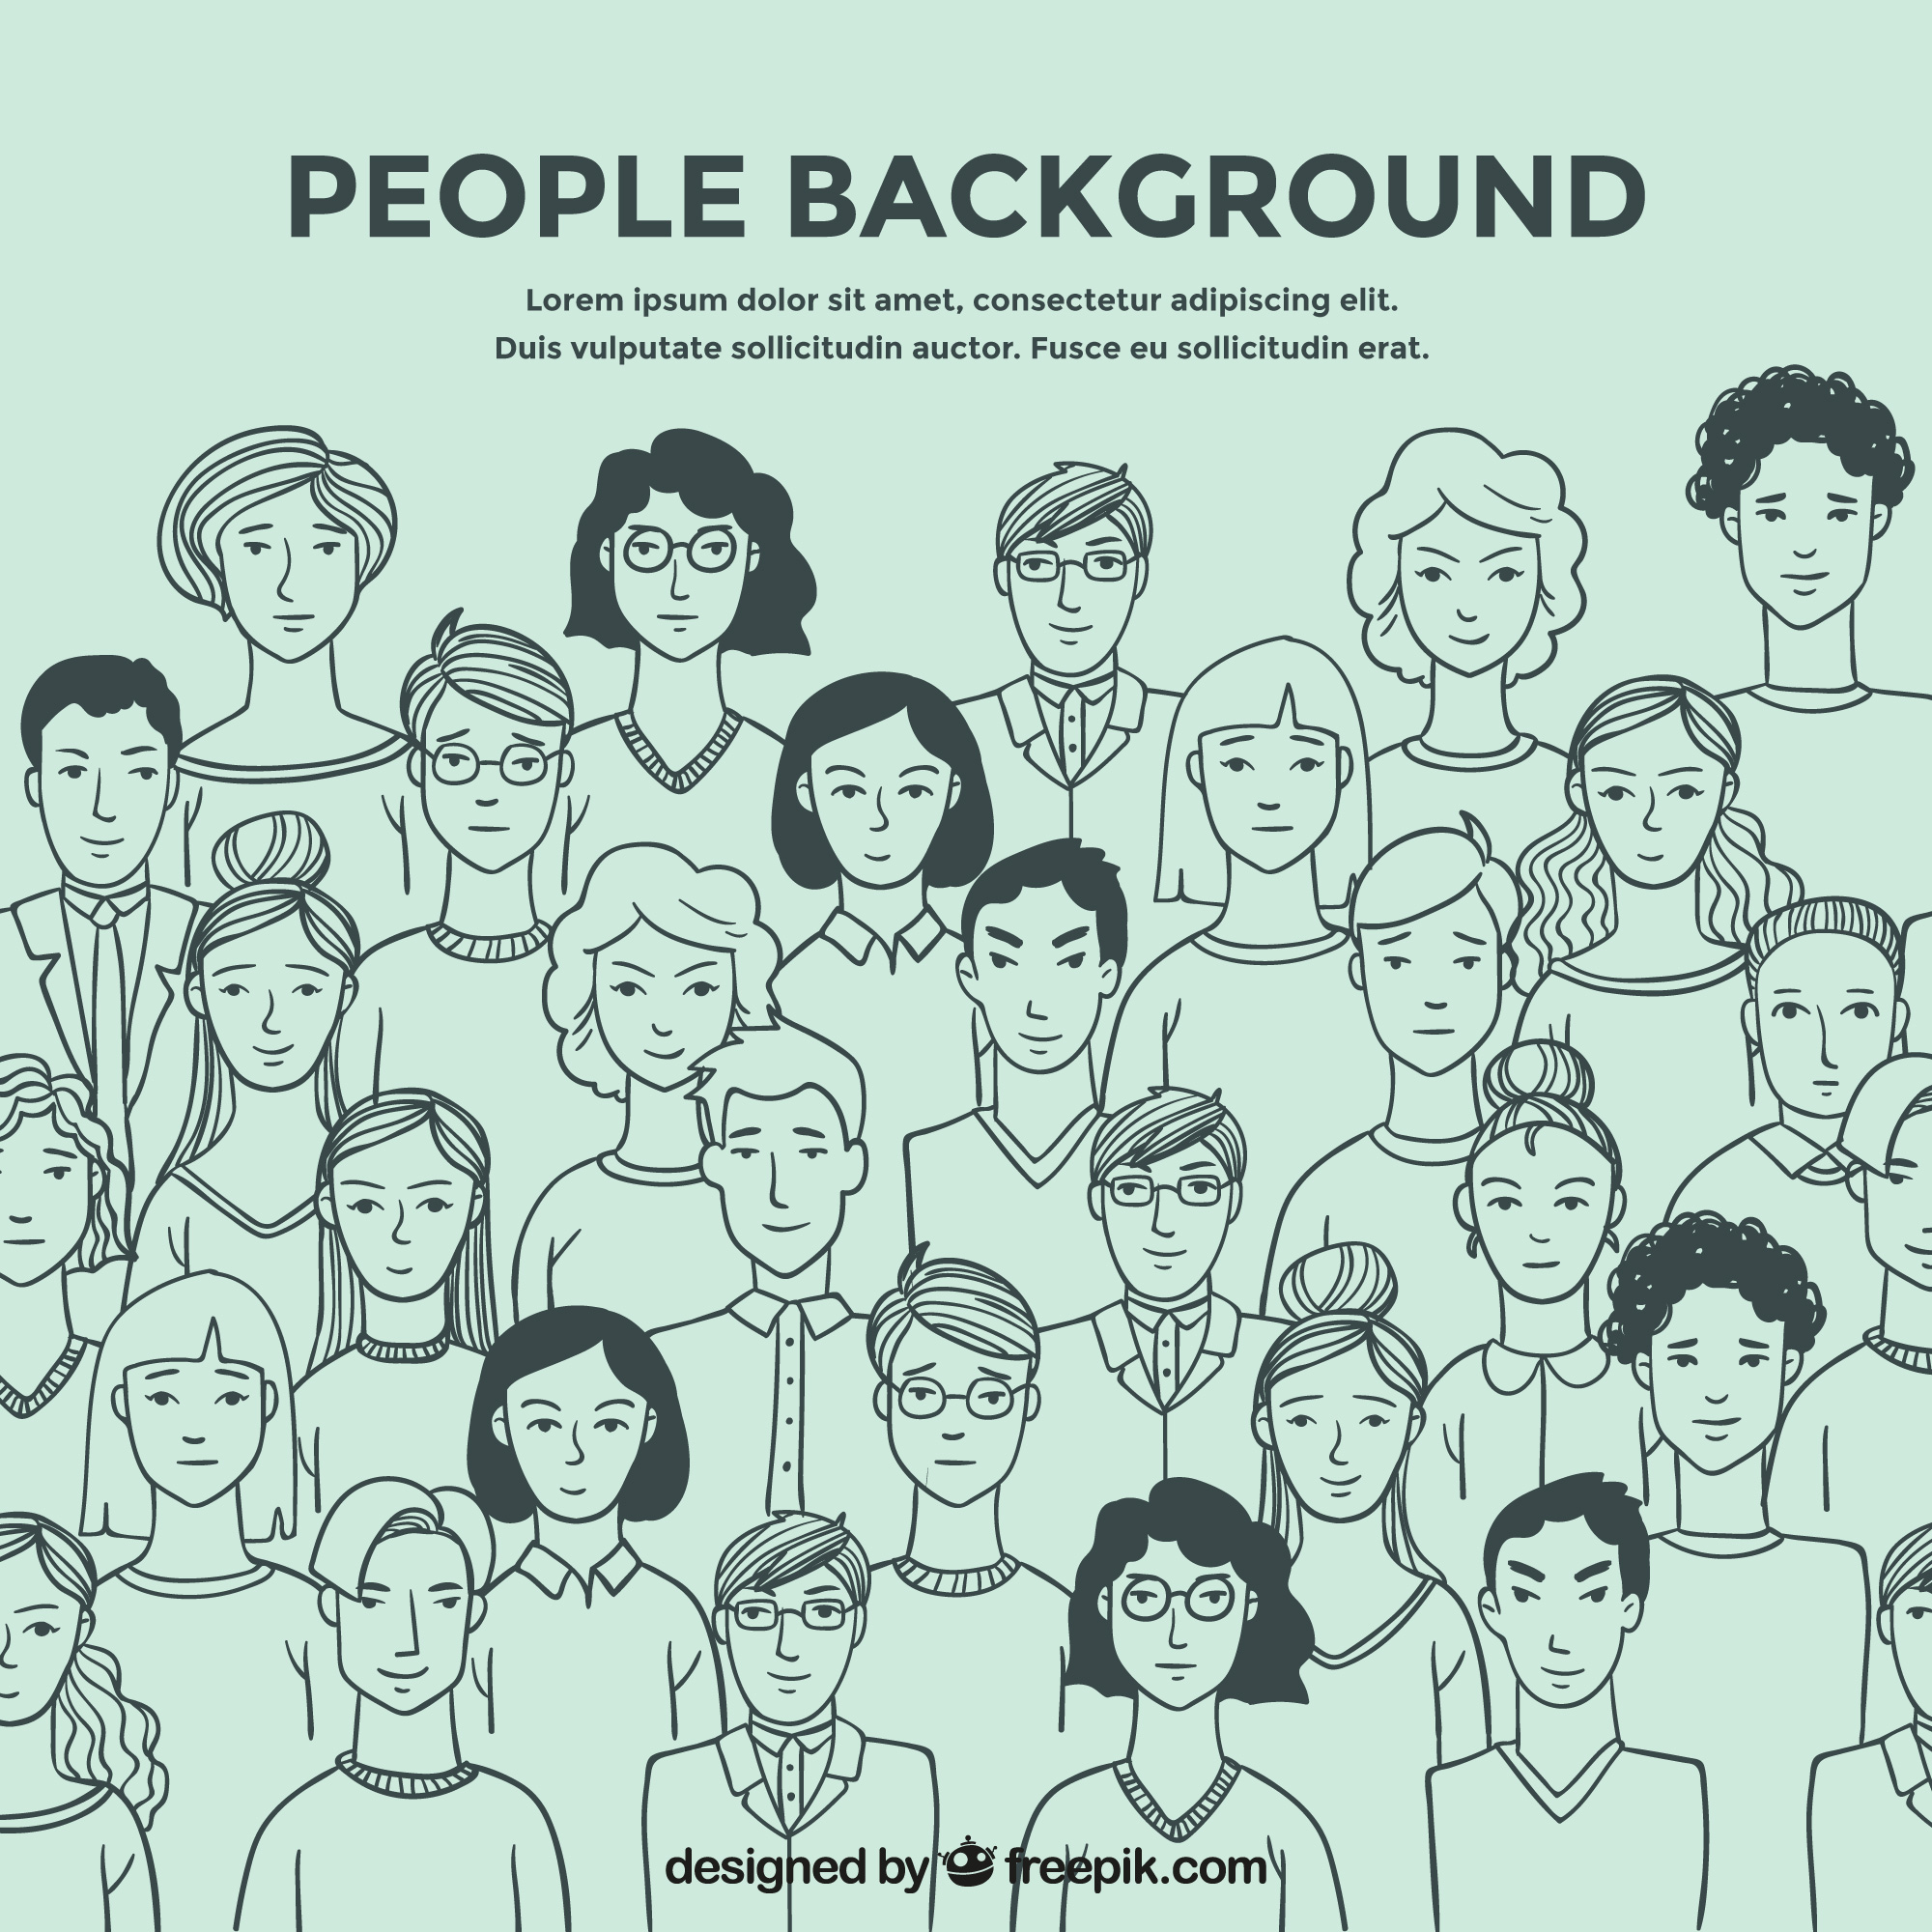 PEOPLE BACKGROUND
Lorem ipsum dolor sit amet, consectetur adipiscing elit.
Duis vulputate sollicitudin auctor. Fusce eu sollicitudin erat.
designed by freepik.com